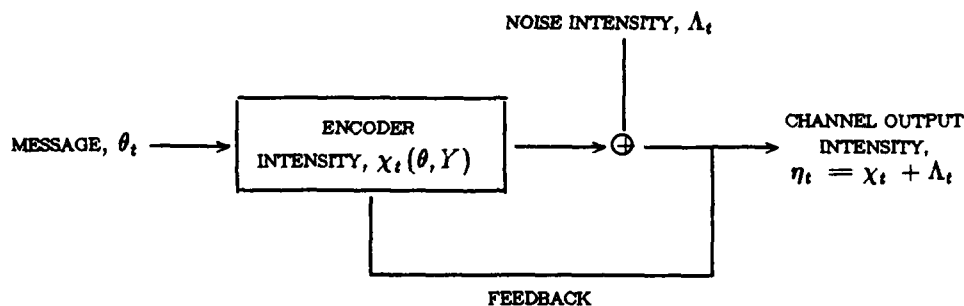 NOISE INTENSITY, Λ_t
MESSAGE, θ_t
ENCODER
INTENSITY, χ_t(θ,Y)
CHANNEL OUTPUT
INTENSITY,
η_t = χ_t + Λ_t
FEEDBACK